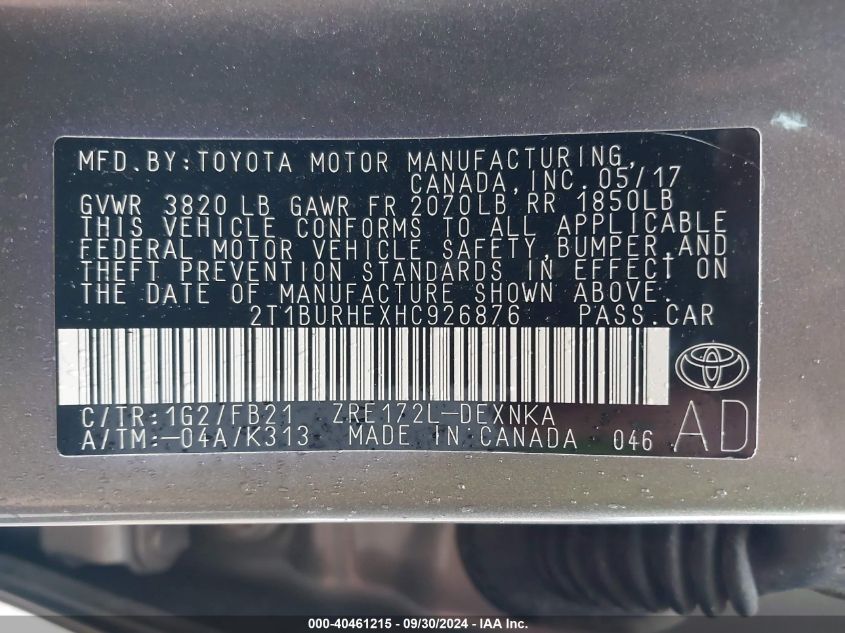 MFD.BY:TOYOTA MOTOR MANUFACTURING,
CANADA,INC.05/17
GVWR 3820 LB GAWR FR 2070LB RR 1850LB
THIS VEHICLE CONFORMS TO ALL APPLICABLE
FEDERAL MOTOR VEHICLE SAFETY,BUMPER,AND
THEFT PREVENTION STANDARDS IN EFFECT ON
THE DATE OF MANUFACTURE SHOWN ABOVE.
2T1BURHEXHC926876 PASS.CAR
C/TR:1G2/FB21 ZRE172L-DEXNKA
A/TM:-04A/K313 MADE IN CANADA 046 AD
000-40461215 - 09/30/2024 - IAA Inc.